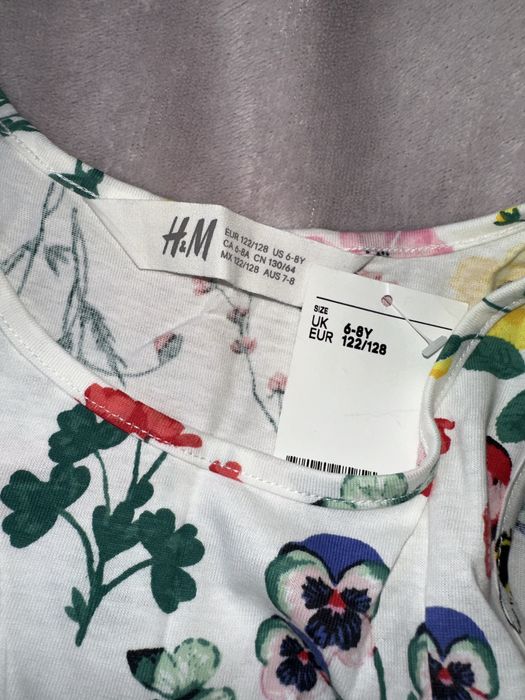 H&M
EUR 122/128 US 6-8Y
CA 6-8A CN 130/64
MX 122/128 AUS 7-8
SIZE
UK 6-8Y
EUR 122/128